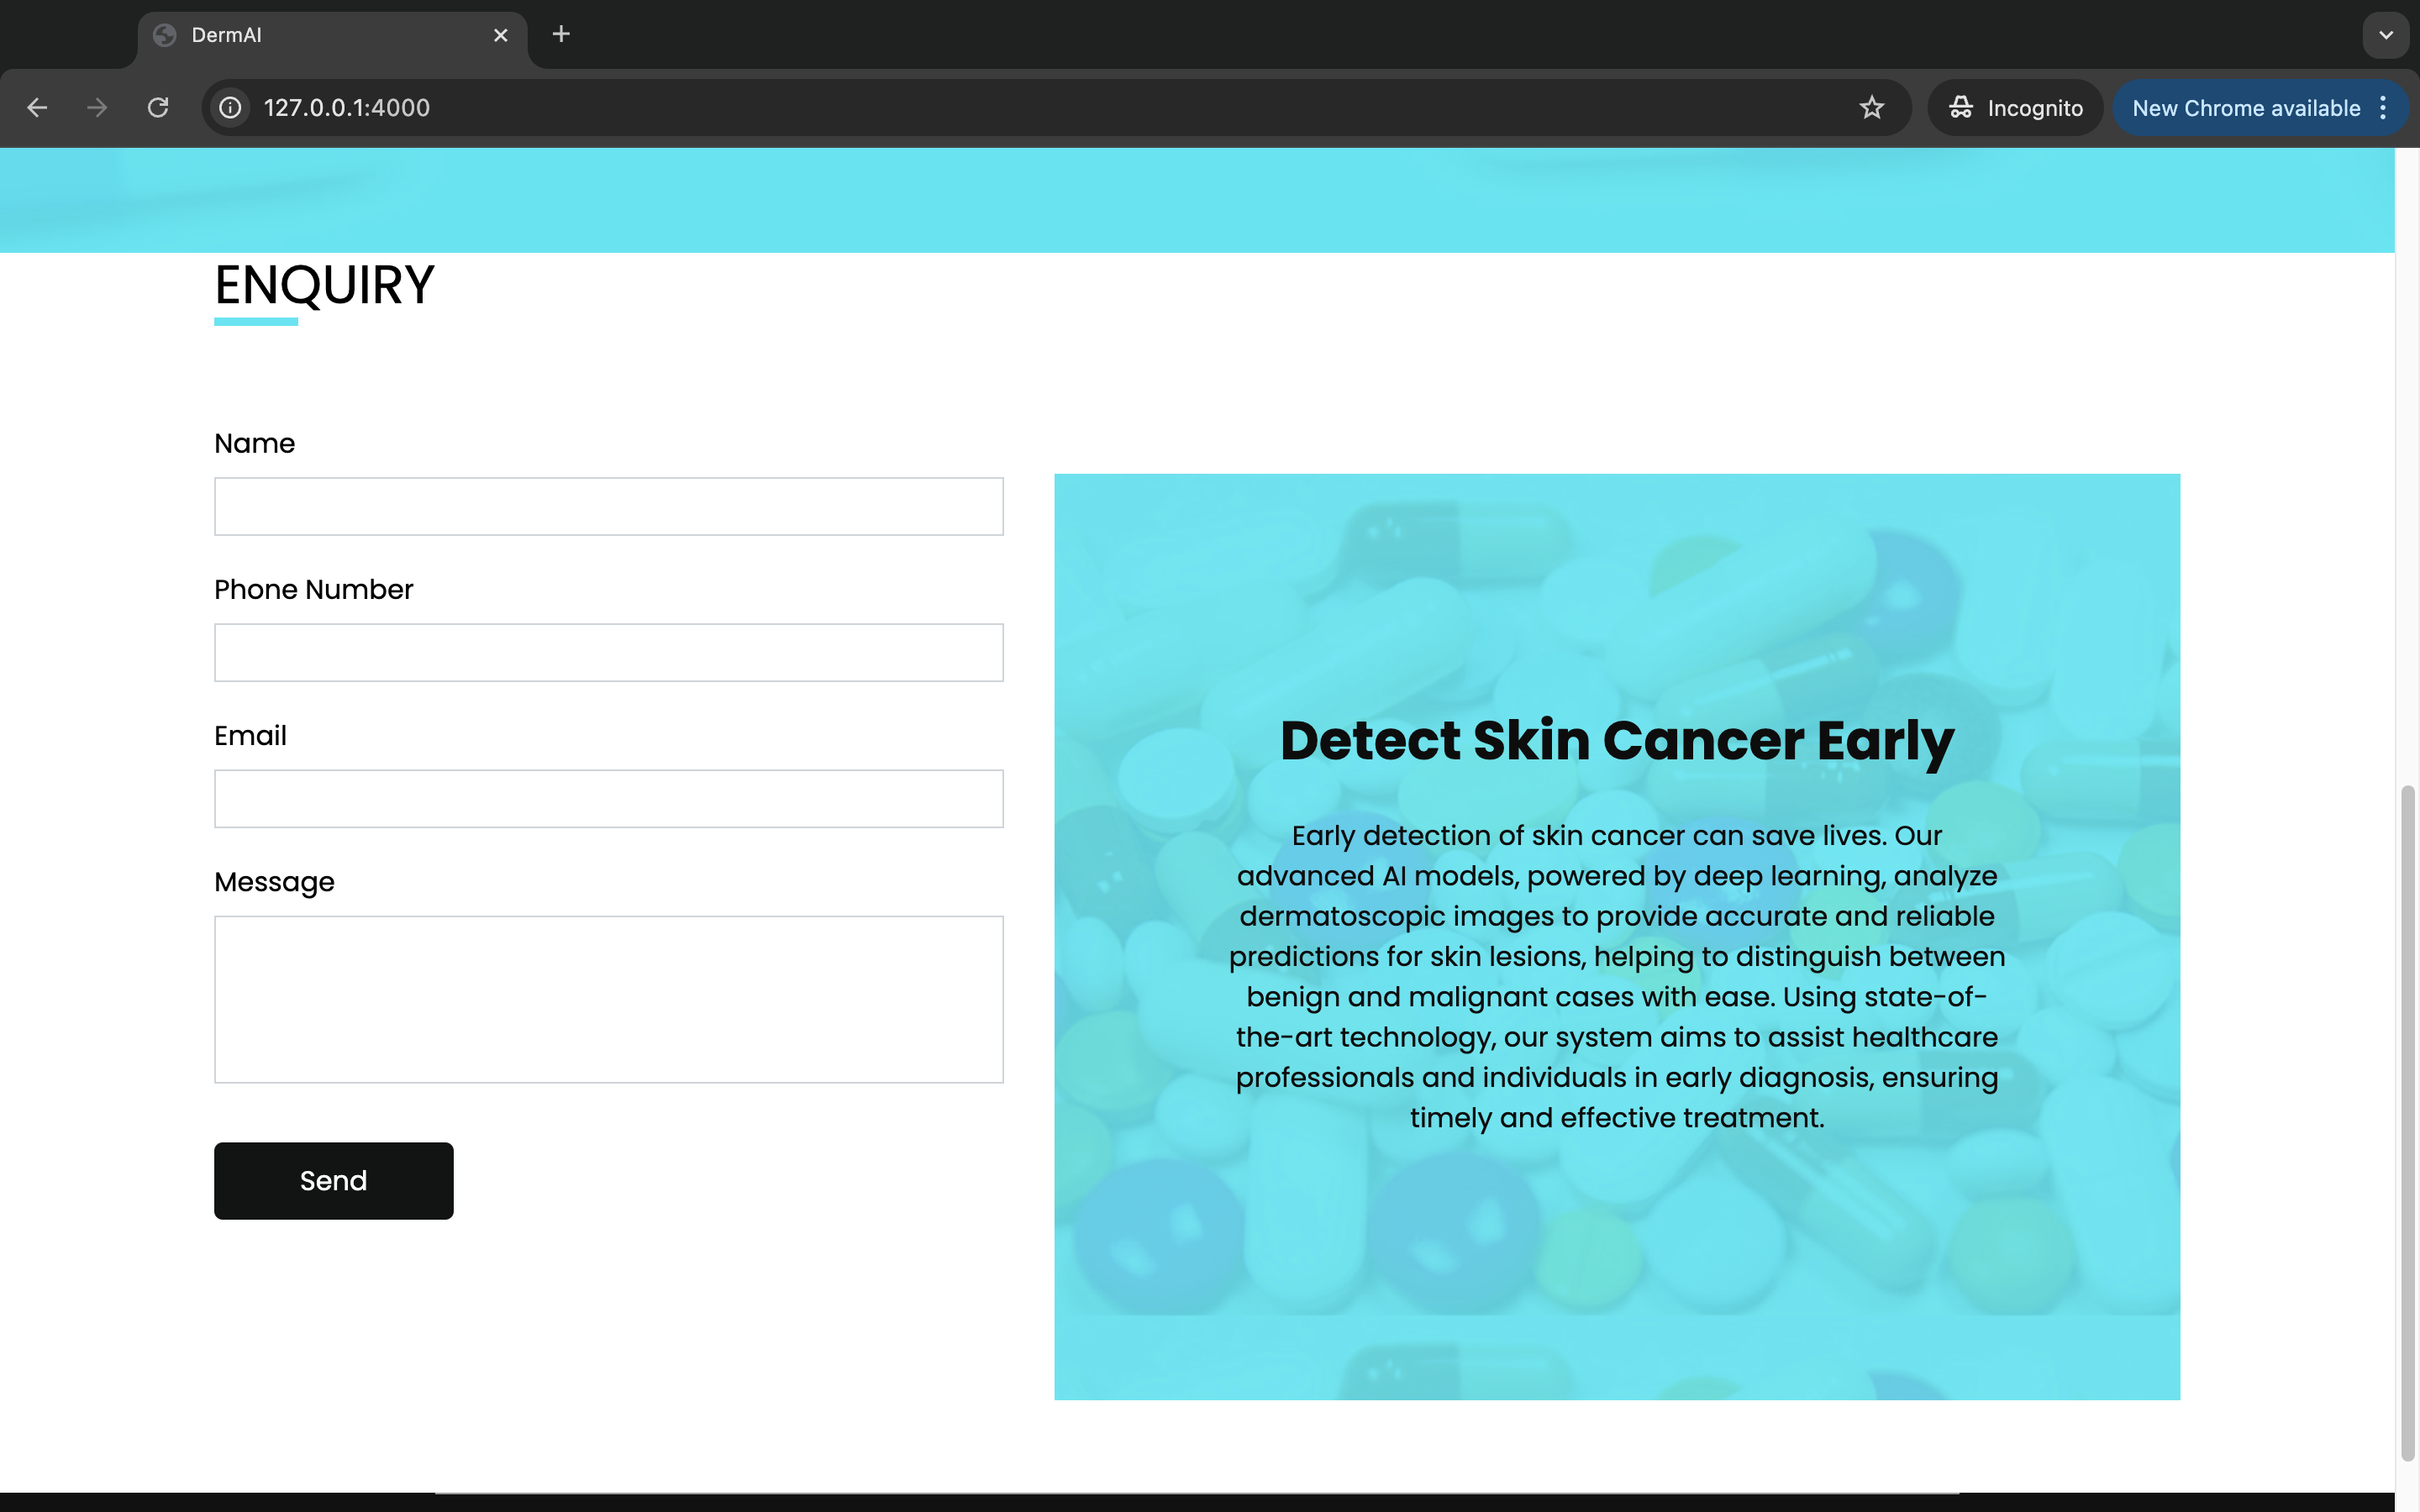 DermAI
127.0.0.1:4000
Incognito
New Chrome available
ENQUIRY
Name
Phone Number
Email
Message
Send
Detect Skin Cancer Early
Early detection of skin cancer can save lives. Our
advanced AI models, powered by deep learning, analyze
dermatoscopic images to provide accurate and reliable
predictions for skin lesions, helping to distinguish between
benign and malignant cases with ease. Using state-of-
the-art technology, our system aims to assist healthcare
professionals and individuals in early diagnosis, ensuring
timely and effective treatment.